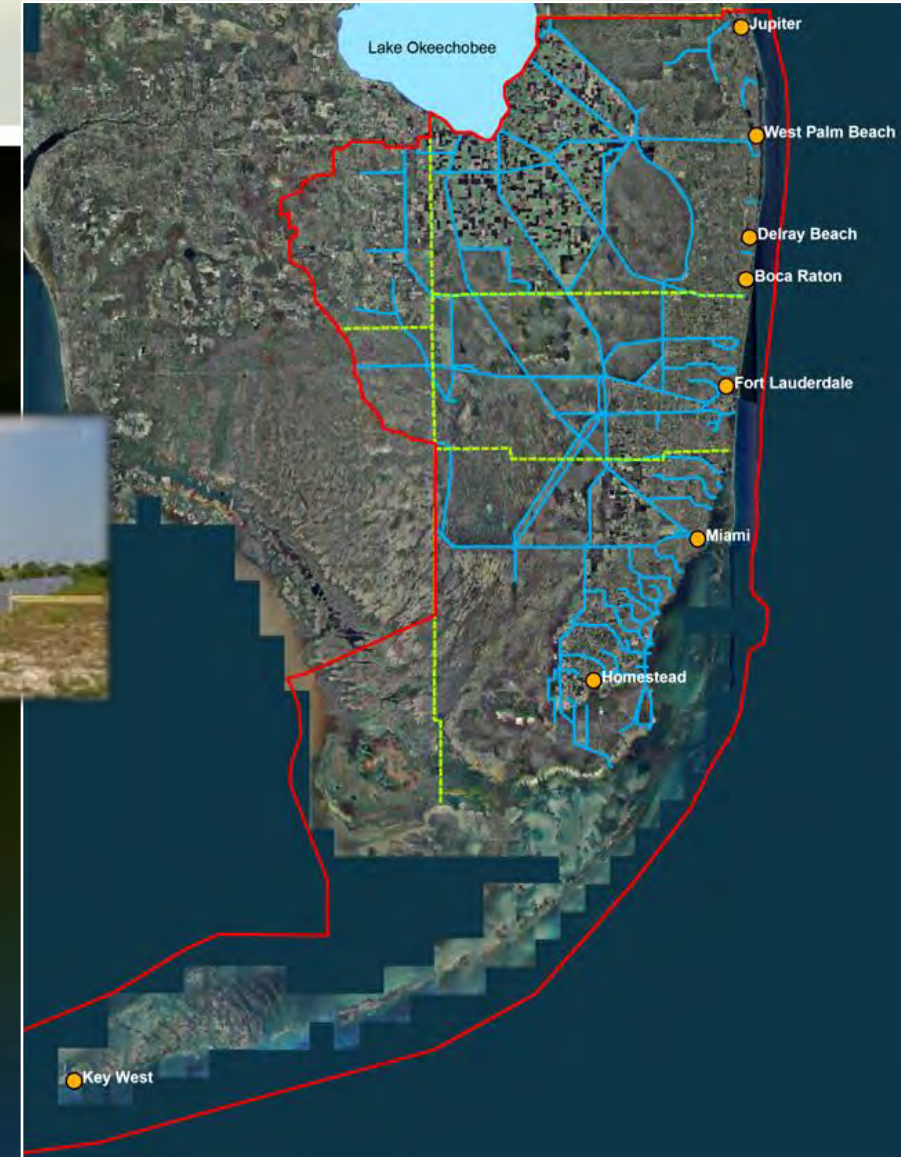 Lake Okeechobee
Jupiter
West Palm Beach
Delray Beach
Boca Raton
Fort Lauderdale
Miami
Homestead
Key West